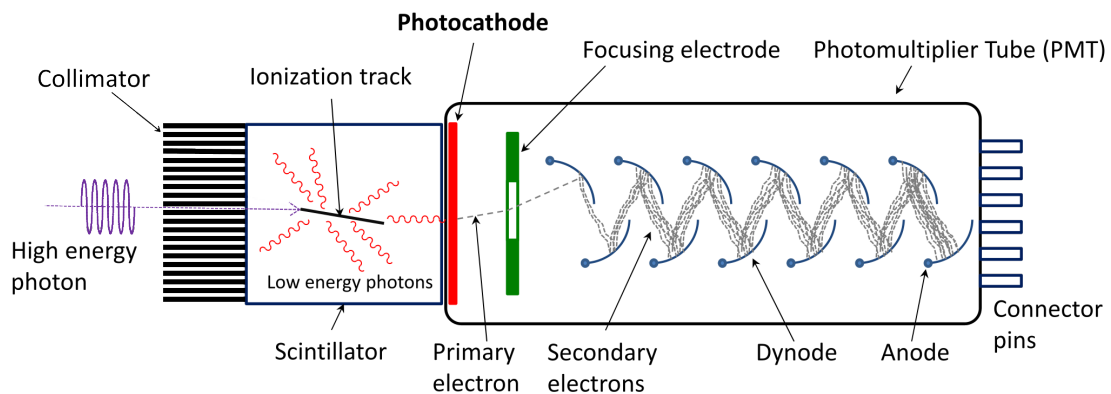 Photocathode
Focusing electrode
Photomultiplier Tube (PMT)
Collimator
Ionization track
High energy
photon
Low energy photons
Scintillator
Primary
electron
Secondary
electrons
Dynode
Anode
Connector
pins